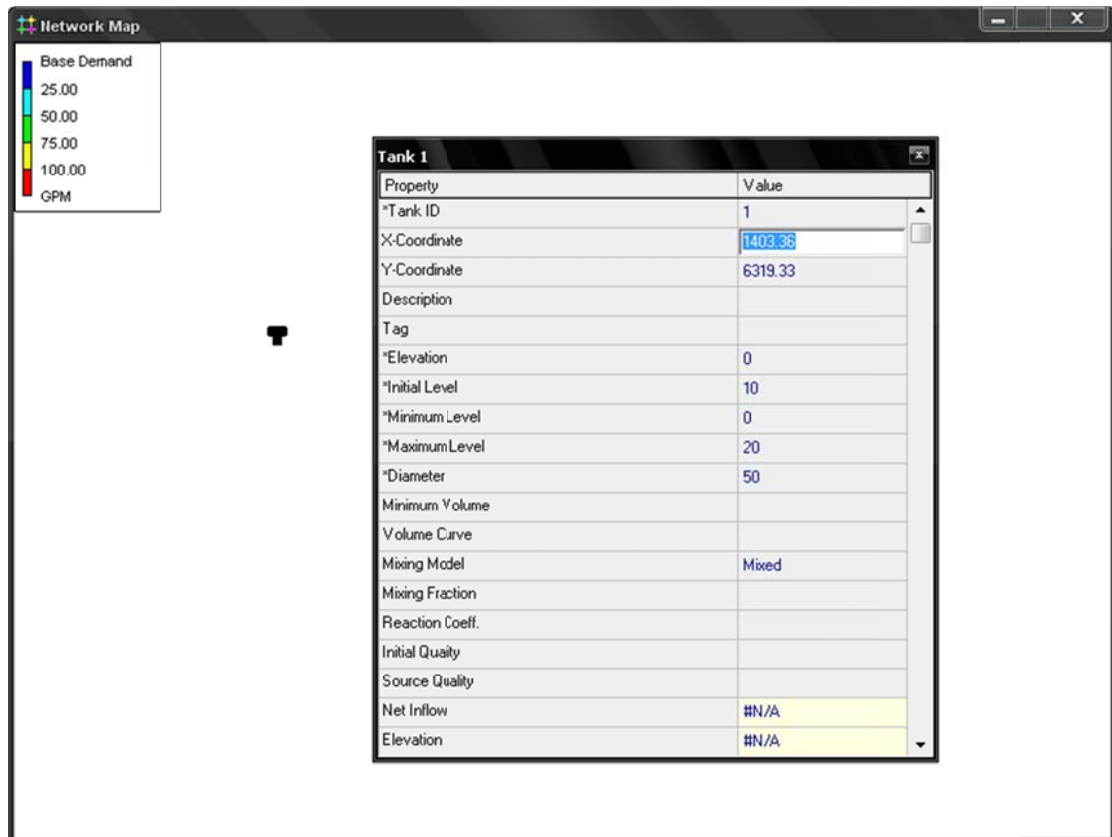 Network Map
Base Demand
25.00
50.00
75.00
100.00
GPM
Tank 1
Property Value
*Tank ID 1
X-Coordinate 1403.36
Y-Coordinate 6319.33
Description
Tag
*Elevation 0
*Initial Level 10
*Minimum Level 0
*Maximum Level 20
*Diameter 50
Minimum Volume
Volume Curve
Mixing Model Mixed
Mixing Fraction
Reaction Coeff.
Initial Quaity
Source Quality
Net Inflow #N/A
Elevation #N/A